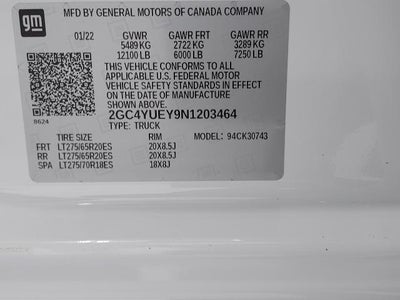 MFD BY GENERAL MOTORS OF CANADA COMPANY
gm
01/22 GVWR GAWR FRT GAWR RR
5489 KG 2722 KG 3289 KG
12100 LB 6000 LB 7250 LB
THIS VEHICLE CONFORMS TO ALL
APPLICABLE U.S. FEDERAL MOTOR
VEHICLE SAFETY STANDARDS IN EFFECT
ON THE DATE OF MANUFACTURE
SHOWN ABOVE.
8624
2GC4YUEY9N1203464
TYPE: TRUCK
TIRE SIZE RIM MODEL: 94CK30743
FRT LT275/65R20ES 20X8.5J
RR LT275/65R20ES 20X8.5J
SPA LT275/70R18ES 18X8J